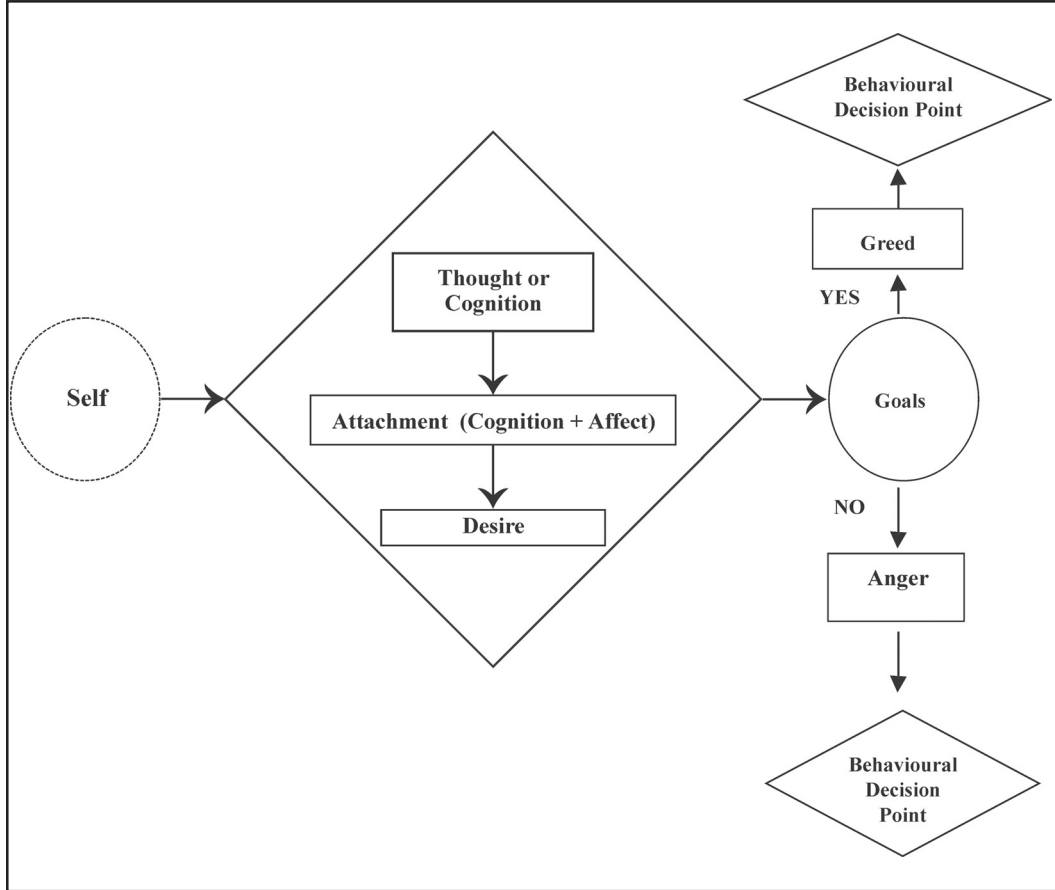 Self
Thought or
Cognition
Attachment (Cognition + Affect)
Desire
Goals
YES
Greed
Behavioural
Decision Point
NO
Anger
Behavioural
Decision
Point